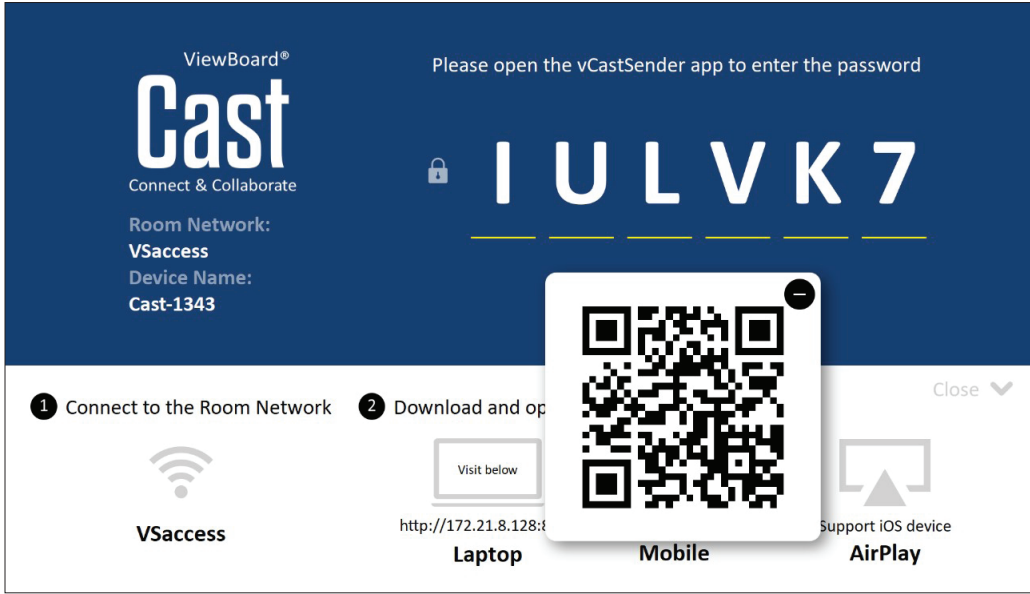 ViewBoard®
Cast
Connect & Collaborate
Room Network:
VSaccess
Device Name:
Cast-1343
Please open the vCastSender app to enter the password
I U L V K 7
Close
1 Connect to the Room Network
VSaccess
2 Download and op
Visit below
http://172.21.8.128:8
Laptop
Mobile
Support iOS device
AirPlay